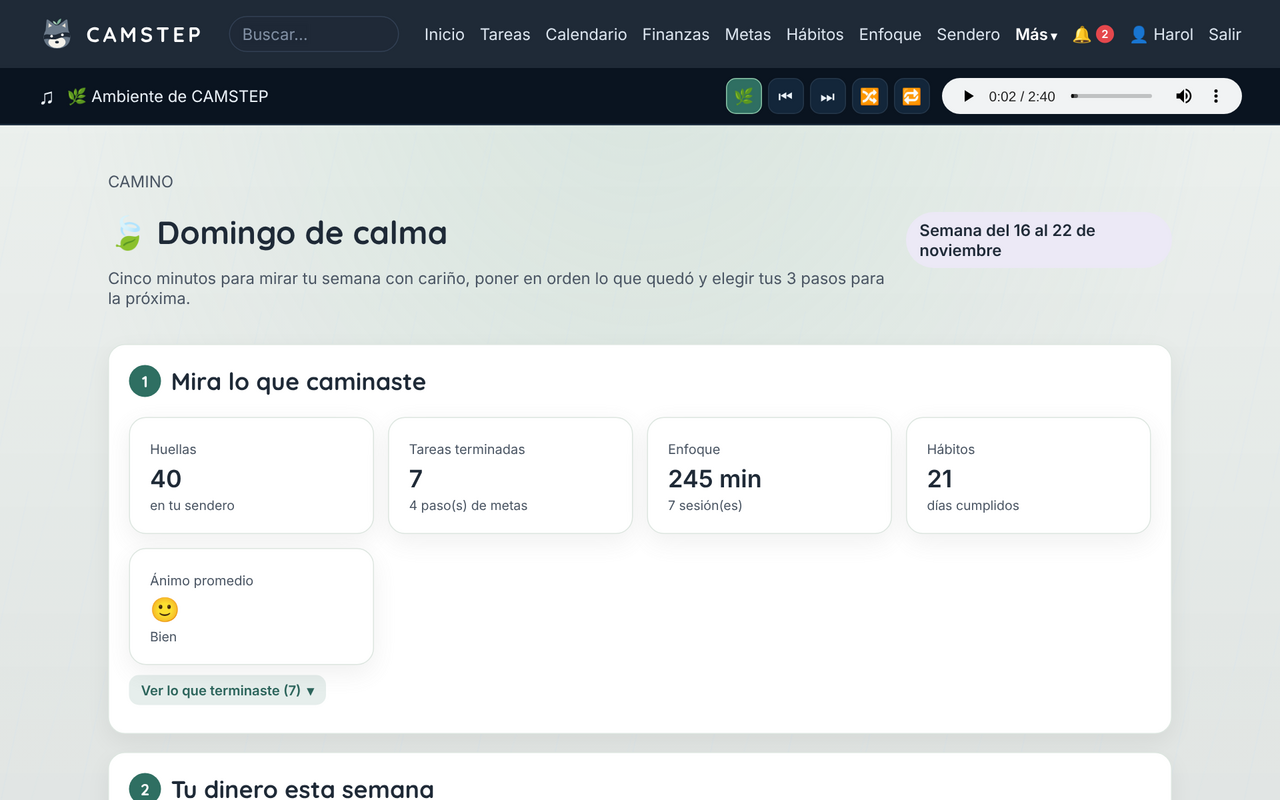 CAMSTEP
Buscar...
Inicio Tareas Calendario Finanzas Metas Hábitos Enfoque Sendero Más ▾ 🔔 2 👤 Harol Salir
♫ 🌿 Ambiente de CAMSTEP
0:02 / 2:40
CAMINO
🍃 Domingo de calma
Semana del 16 al 22 de
noviembre
Cinco minutos para mirar tu semana con cariño, poner en orden lo que quedó y elegir tus 3 pasos para
la próxima.
1 Mira lo que caminaste
Huellas
40
en tu sendero
Tareas terminadas
7
4 paso(s) de metas
Enfoque
245 min
7 sesión(es)
Hábitos
21
días cumplidos
Ánimo promedio
🙂
Bien
Ver lo que terminaste (7) ▾
2 Tu dinero esta semana